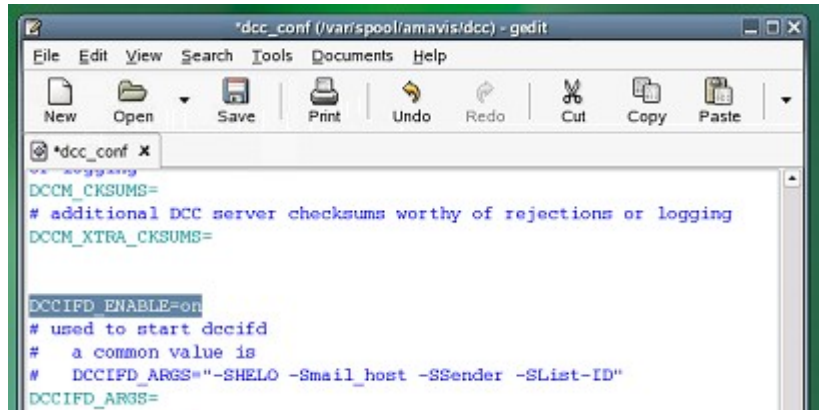 *dcc_conf (/var/spool/amavis/dcc) - gedit
File Edit View Search Tools Documents Help
New Open Save Print Undo Redo Cut Copy Paste
*dcc_conf
or logging
DCCM_CKSUMS=
# additional DCC server checksums worthy of rejections or logging
DCCM_XTRA_CKSUMS=
DCCIFD_ENABLE=on
# used to start dccifd
#   a common value is
#   DCCIFD_ARGS="-SHELO -Smail_host -SSender -SList-ID"
DCCIFD_ARGS=